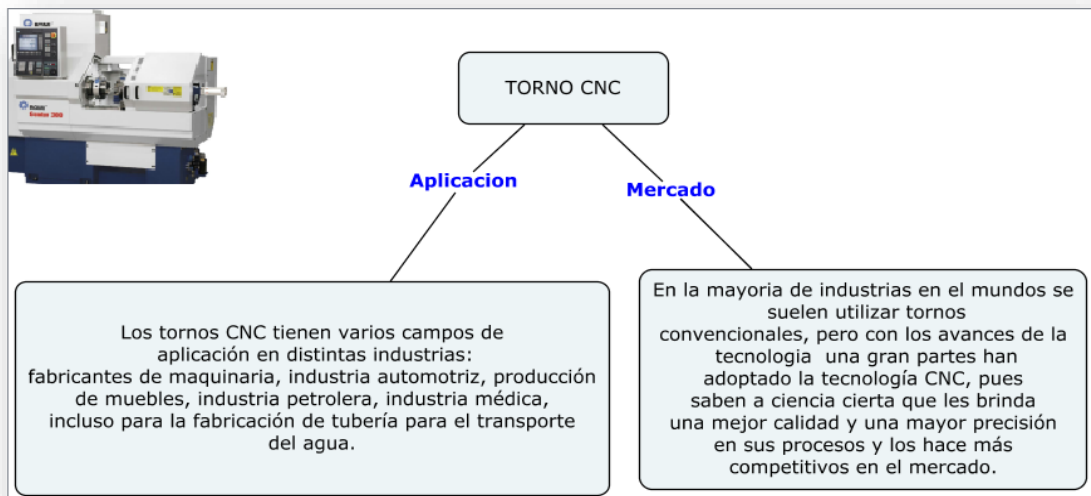 TORNO CNC
Aplicacion
Mercado
Los tornos CNC tienen varios campos de
aplicación en distintas industrias:
fabricantes de maquinaria, industria automotriz, producción
de muebles, industria petrolera, industria médica,
incluso para la fabricación de tubería para el transporte
del agua.
En la mayoria de industrias en el mundos se
suelen utilizar tornos
convencionales, pero con los avances de la
tecnologia  una gran partes han
adoptado la tecnología CNC, pues
saben a ciencia cierta que les brinda
una mejor calidad y una mayor precisión
en sus procesos y los hace más
competitivos en el mercado.